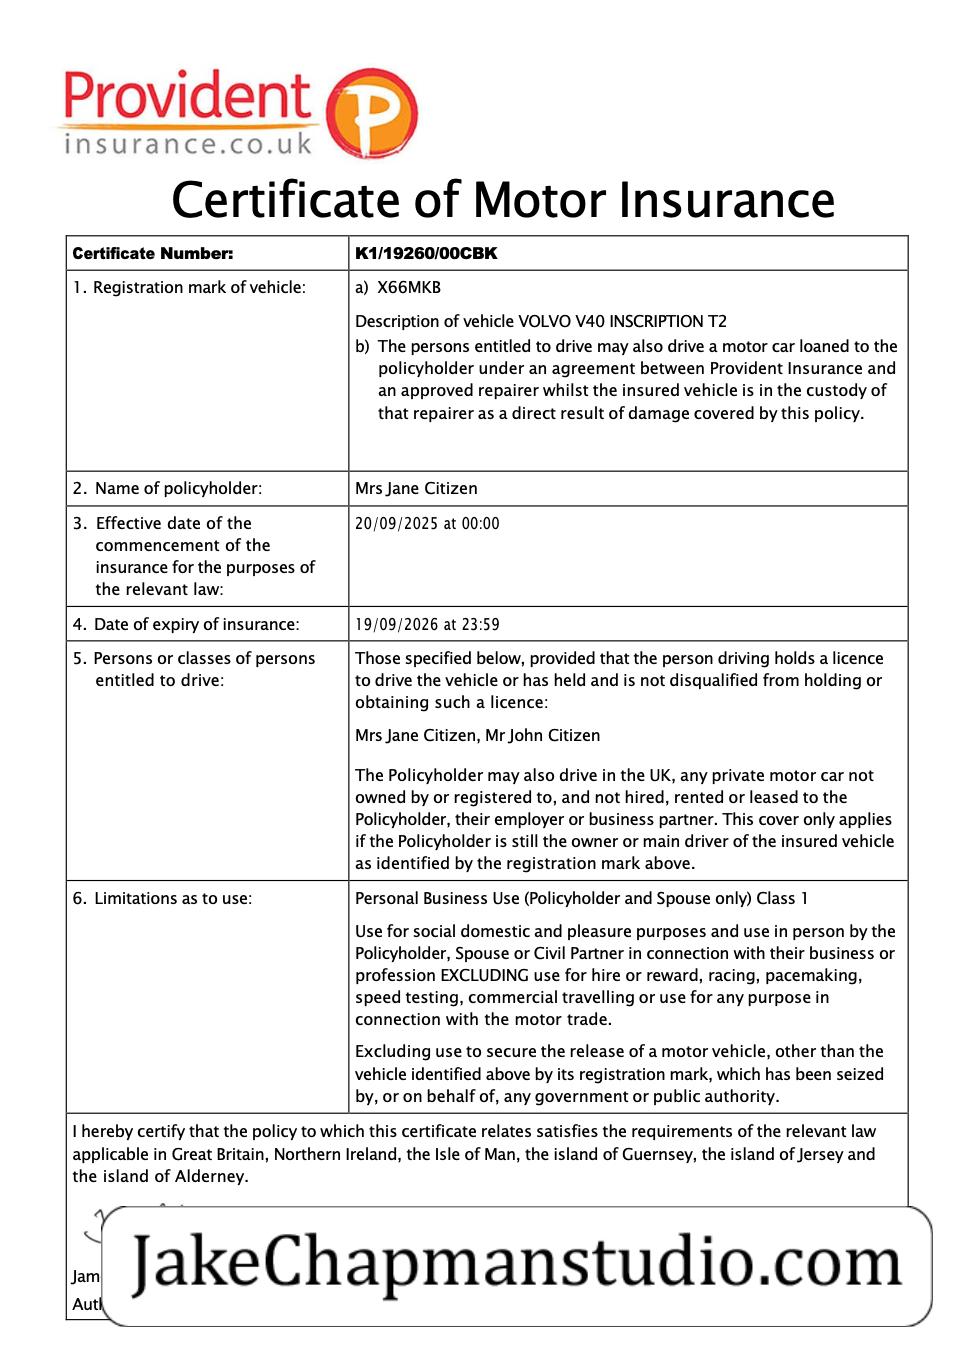 Provident
insurance.co.uk
P
Certificate of Motor Insurance
Certificate Number:
K1/19260/00CBK
1. Registration mark of vehicle:
a) X66MKB
Description of vehicle VOLVO V40 INSCRIPTION T2
b) The persons entitled to drive may also drive a motor car loaned to the
policyholder under an agreement between Provident Insurance and
an approved repairer whilst the insured vehicle is in the custody of
that repairer as a direct result of damage covered by this policy.
2. Name of policyholder:
Mrs Jane Citizen
3. Effective date of the
commencement of the
insurance for the purposes of
the relevant law:
20/09/2025 at 00:00
4. Date of expiry of insurance:
19/09/2026 at 23:59
5. Persons or classes of persons
entitled to drive:
Those specified below, provided that the person driving holds a licence
to drive the vehicle or has held and is not disqualified from holding or
obtaining such a licence:
Mrs Jane Citizen, Mr John Citizen
The Policyholder may also drive in the UK, any private motor car not
owned by or registered to, and not hired, rented or leased to the
Policyholder, their employer or business partner. This cover only applies
if the Policyholder is still the owner or main driver of the insured vehicle
as identified by the registration mark above.
6. Limitations as to use:
Personal Business Use (Policyholder and Spouse only) Class 1
Use for social domestic and pleasure purposes and use in person by the
Policyholder, Spouse or Civil Partner in connection with their business or
profession EXCLUDING use for hire or reward, racing, pacemaking,
speed testing, commercial travelling or use for any purpose in
connection with the motor trade.
Excluding use to secure the release of a motor vehicle, other than the
vehicle identified above by its registration mark, which has been seized
by, or on behalf of, any government or public authority.
I hereby certify that the policy to which this certificate relates satisfies the requirements of the relevant law
applicable in Great Britain, Northern Ireland, the Isle of Man, the island of Guernsey, the island of Jersey and
the island of Alderney.
JakeChapmanstudio.com